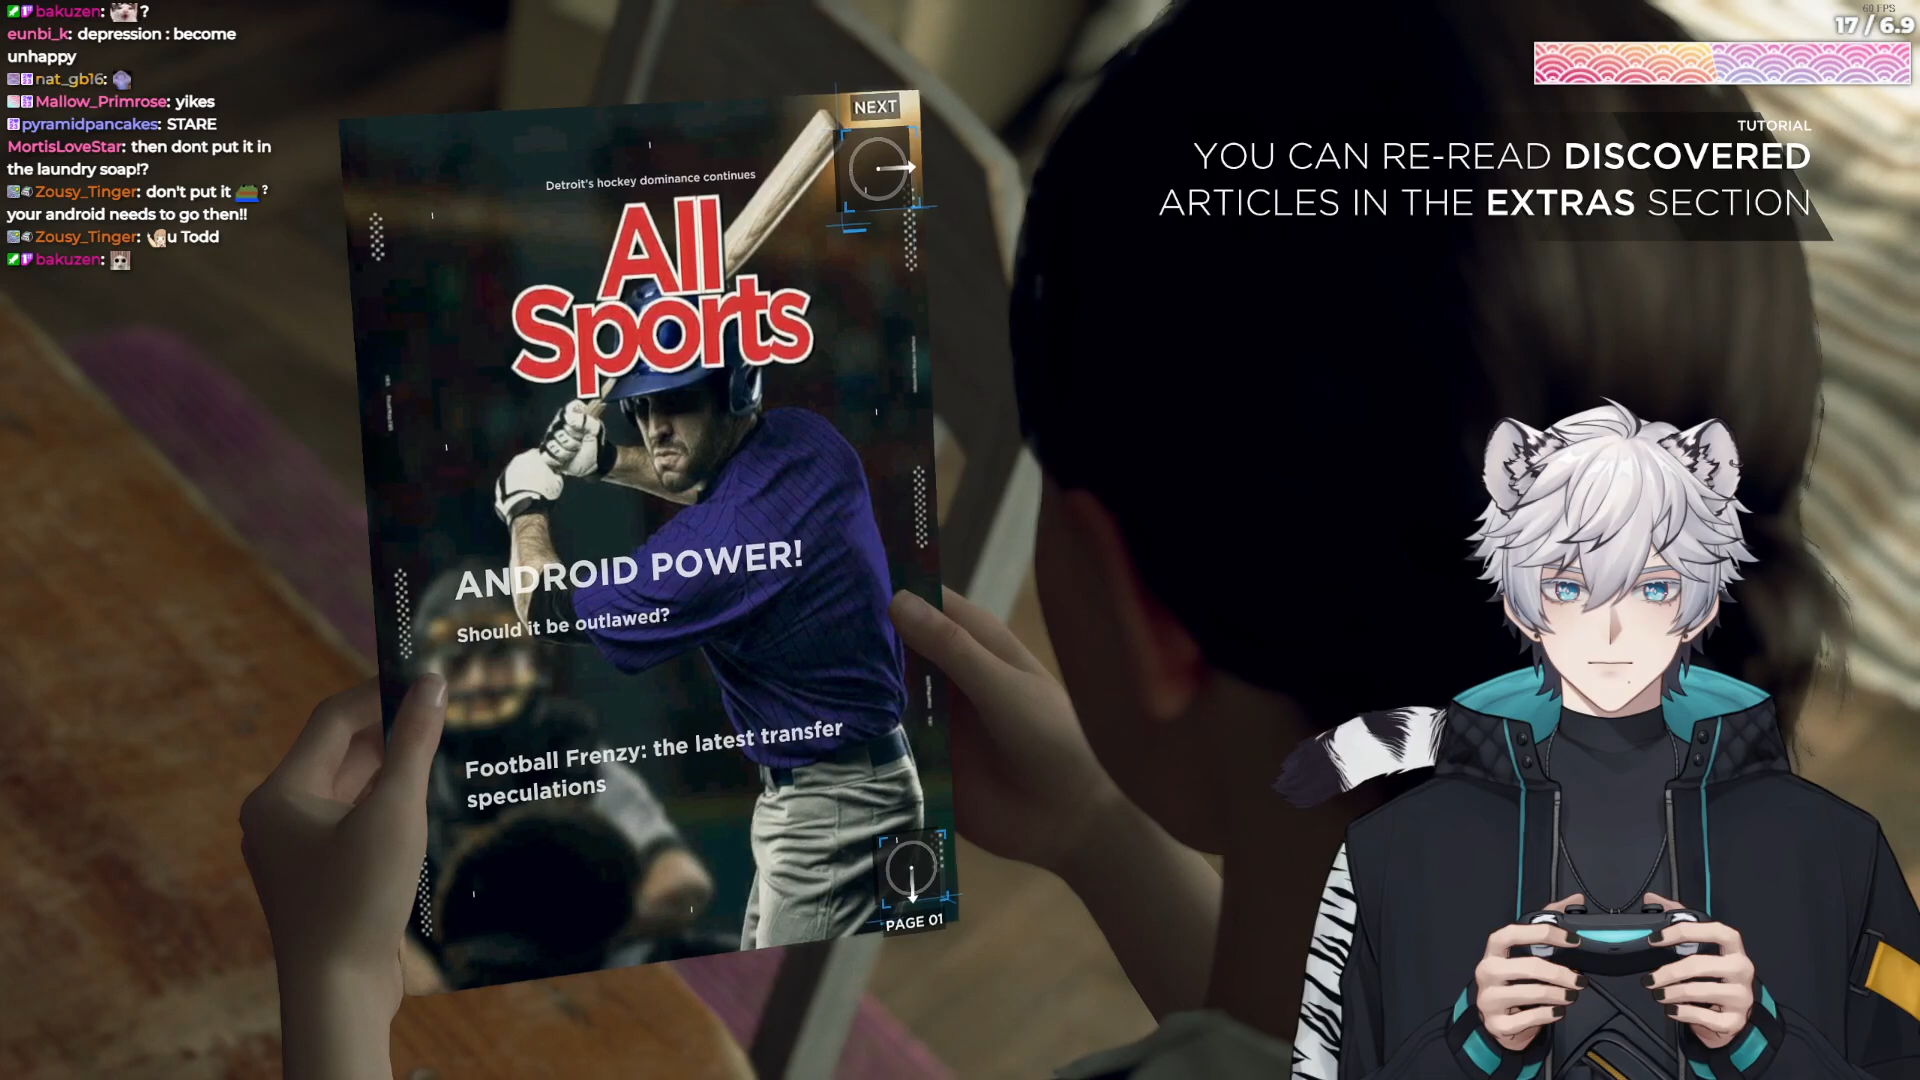 bakuzen: ?
eunbi_k: depression : become
unhappy
nat_gb16:
Mallow_Primrose: yikes
pyramidpancakes: STARE
MortisLoveStar: then dont put it in
the laundry soap!?
Zousy_Tinger: don't put it ?
your android needs to go then!!
Zousy_Tinger: u Todd
bakuzen:
NEXT
Detroit's hockey dominance continues
All
Sports
ANDROID POWER!
Should it be outlawed?
Football Frenzy: the latest transfer
speculations
PAGE 01
60 FPS
17 / 6.9
TUTORIAL
YOU CAN RE-READ DISCOVERED
ARTICLES IN THE EXTRAS SECTION